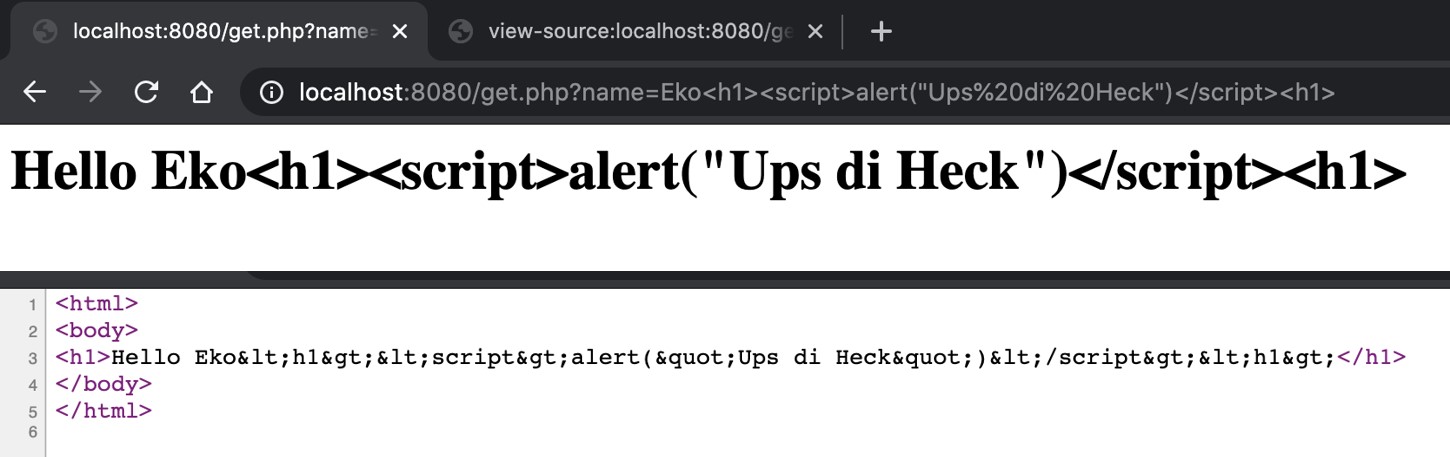 localhost:8080/get.php?name=
view-source:localhost:8080/ge
localhost:8080/get.php?name=Eko<h1><script>alert("Ups%20di%20Heck")</script><h1>
Hello Eko<h1><script>alert("Ups di Heck")</script><h1>
1 <html>
2 <body>
3 <h1>Hello Eko&lt;h1&gt;&lt;script&gt;alert(&quot;Ups di Heck&quot;)&lt;/script&gt;&lt;h1&gt;</h1>
4 </body>
5 </html>
6